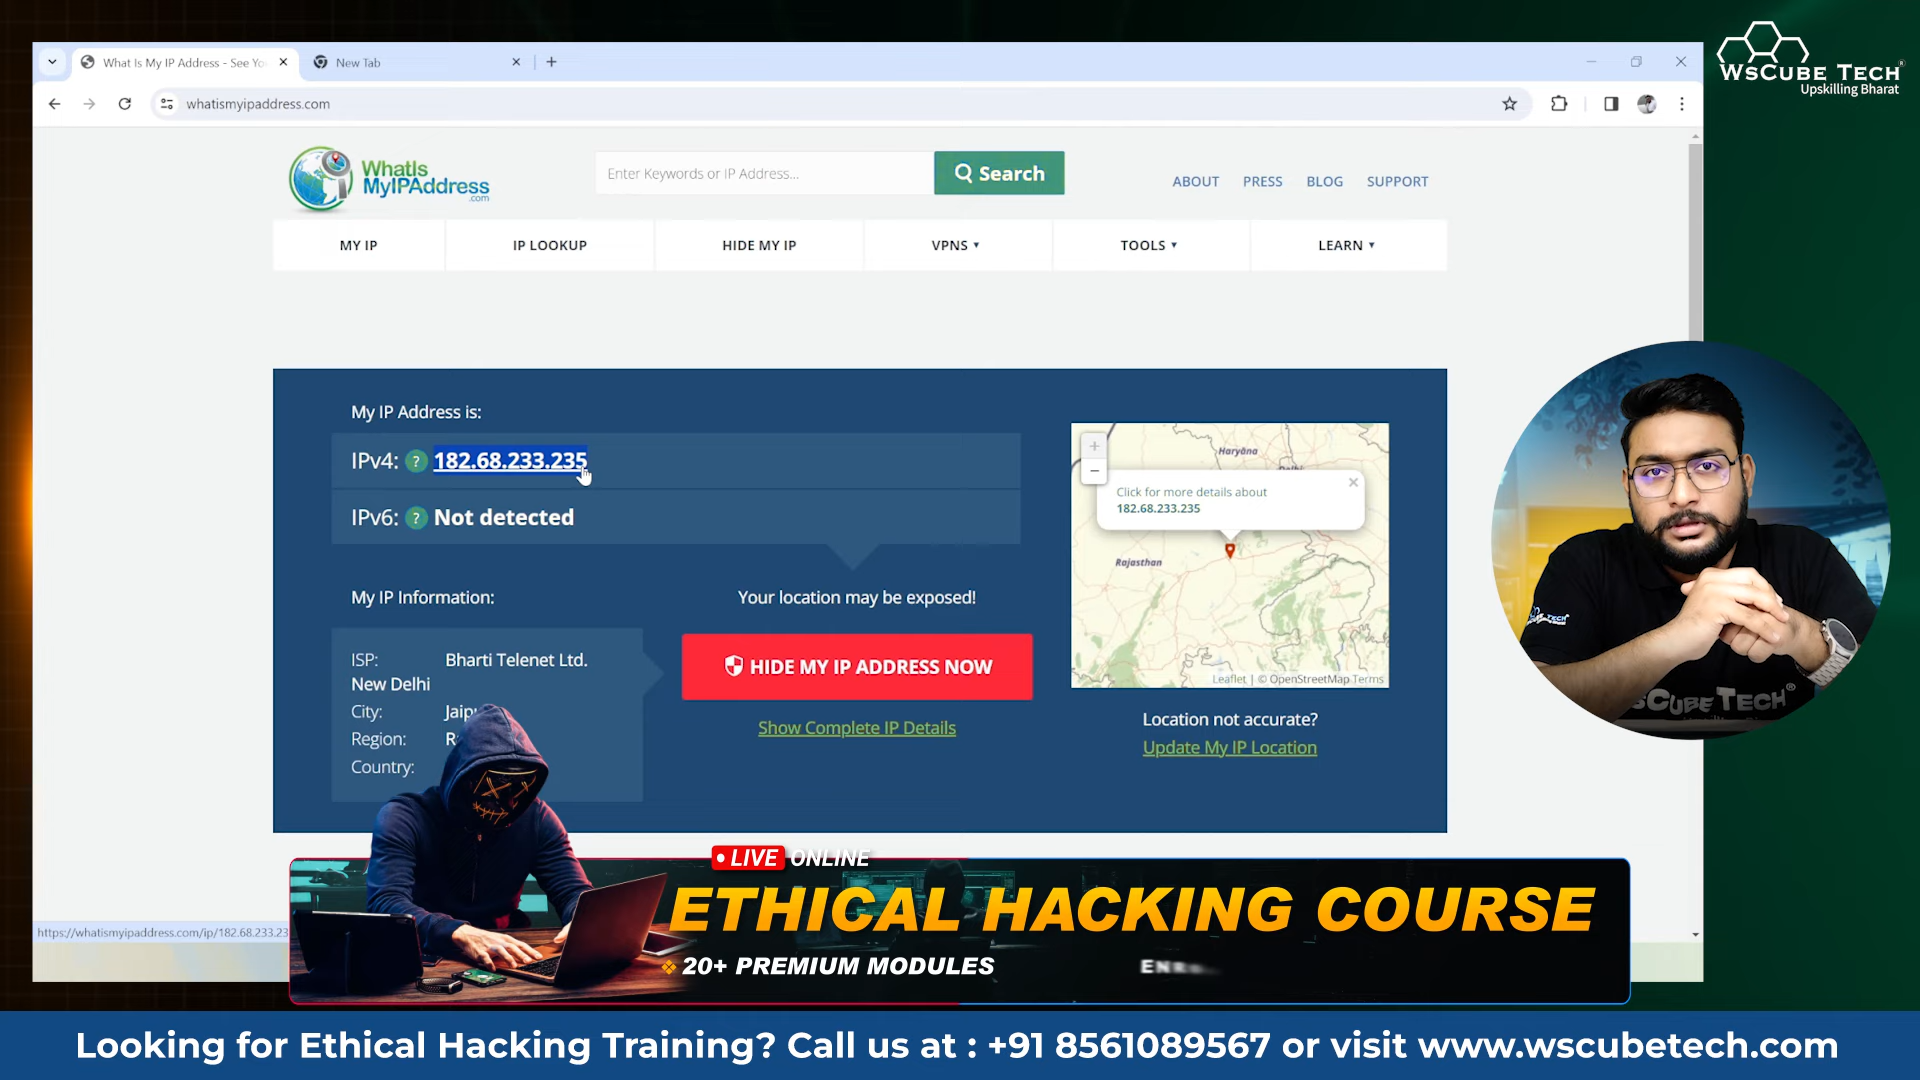 What Is My IP Address - See Yo
New Tab
whatismyipaddress.com
WSCUBE TECH
Upskilling Bharat
WhatIs
MyIPAddress
.com
Enter Keywords or IP Address...
Search
ABOUT PRESS BLOG SUPPORT
MY IP IP LOOKUP HIDE MY IP VPNS TOOLS LEARN
My IP Address is:
IPv4: ? 182.68.233.235
IPv6: ? Not detected
Haryāna
Click for more details about
182.68.233.235
Rajasthan
Leaflet | © OpenStreetMap Terms
My IP Information:
Your location may be exposed!
ISP: Bharti Telenet Ltd.
New Delhi
City:
Region:
Country:
HIDE MY IP ADDRESS NOW
Show Complete IP Details
Location not accurate?
Update My IP Location
WSCUBE TECH
LIVE ONLINE
ETHICAL HACKING COURSE
20+ PREMIUM MODULES
https://whatismyipaddress.com/ip/182.68.233.23
Looking for Ethical Hacking Training? Call us at : +91 8561089567 or visit www.wscubetech.com